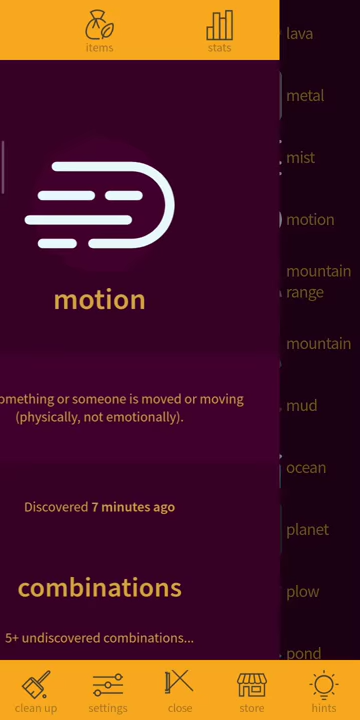 items
stats
lava
metal
mist
motion
mountain
range
mountain
mud
ocean
planet
plow
pond
motion
omething or someone is moved or moving
(physically, not emotionally).
Discovered 7 minutes ago
combinations
5+ undiscovered combinations...
clean up
settings
close
store
hints